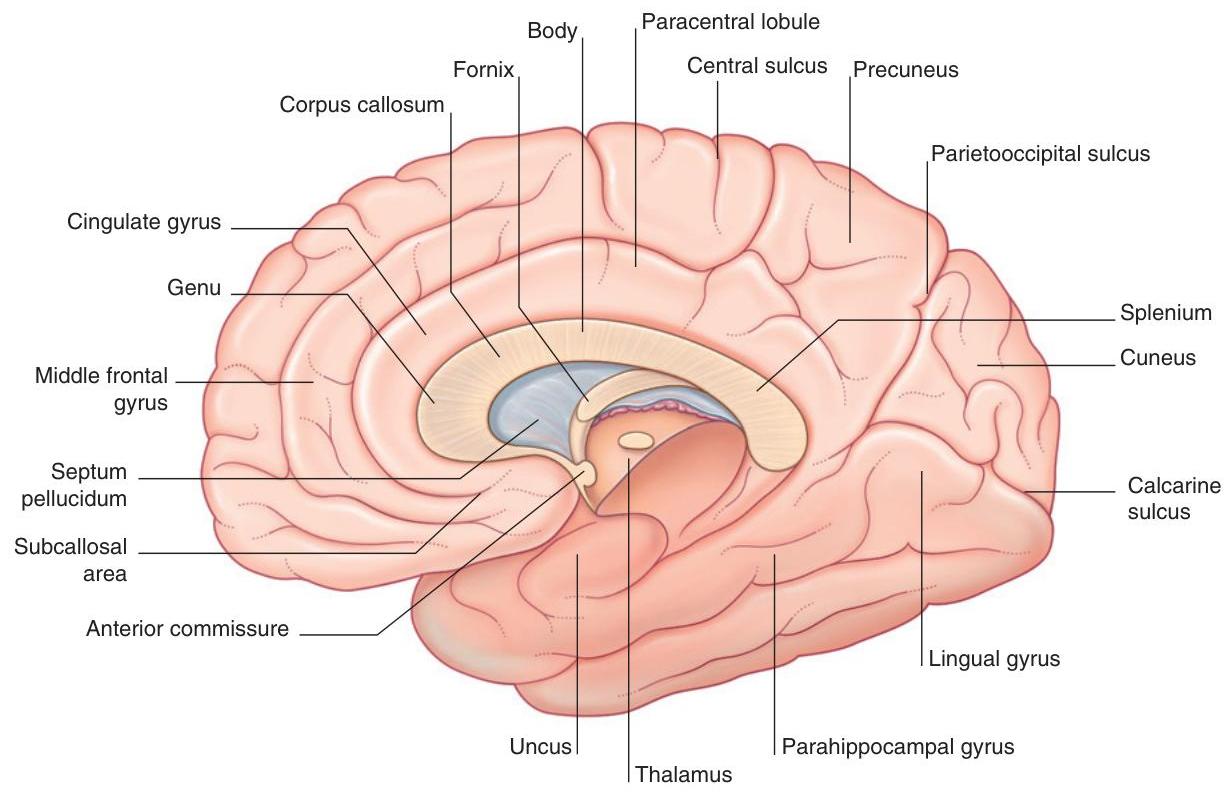 Paracentral lobule
Body
Central sulcus
Fornix
Precuneus
Corpus callosum
Parietooccipital sulcus
Cingulate gyrus
Genu
Splenium
Cuneus
Middle frontal
gyrus
Septum
pellucidum
Calcarine
sulcus
Subcallosal
area
Anterior commissure
Lingual gyrus
Uncus
Parahippocampal gyrus
Thalamus